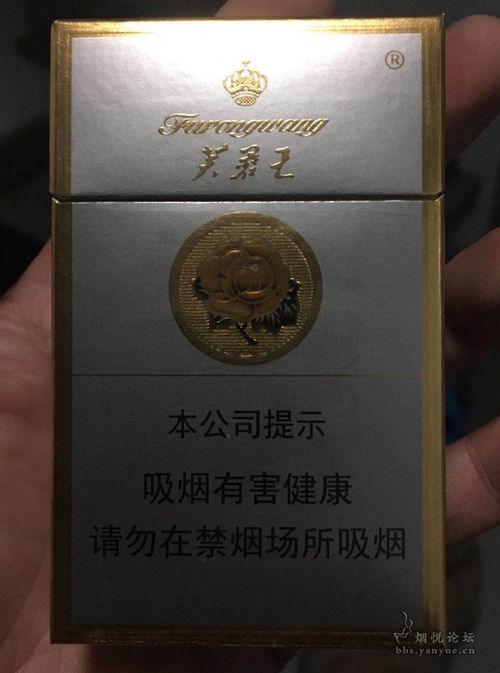 ®
Furongwang
芙蓉王
本公司提示
吸烟有害健康
请勿在禁烟场所吸烟
烟悦论坛
bbs.yanyue.cn